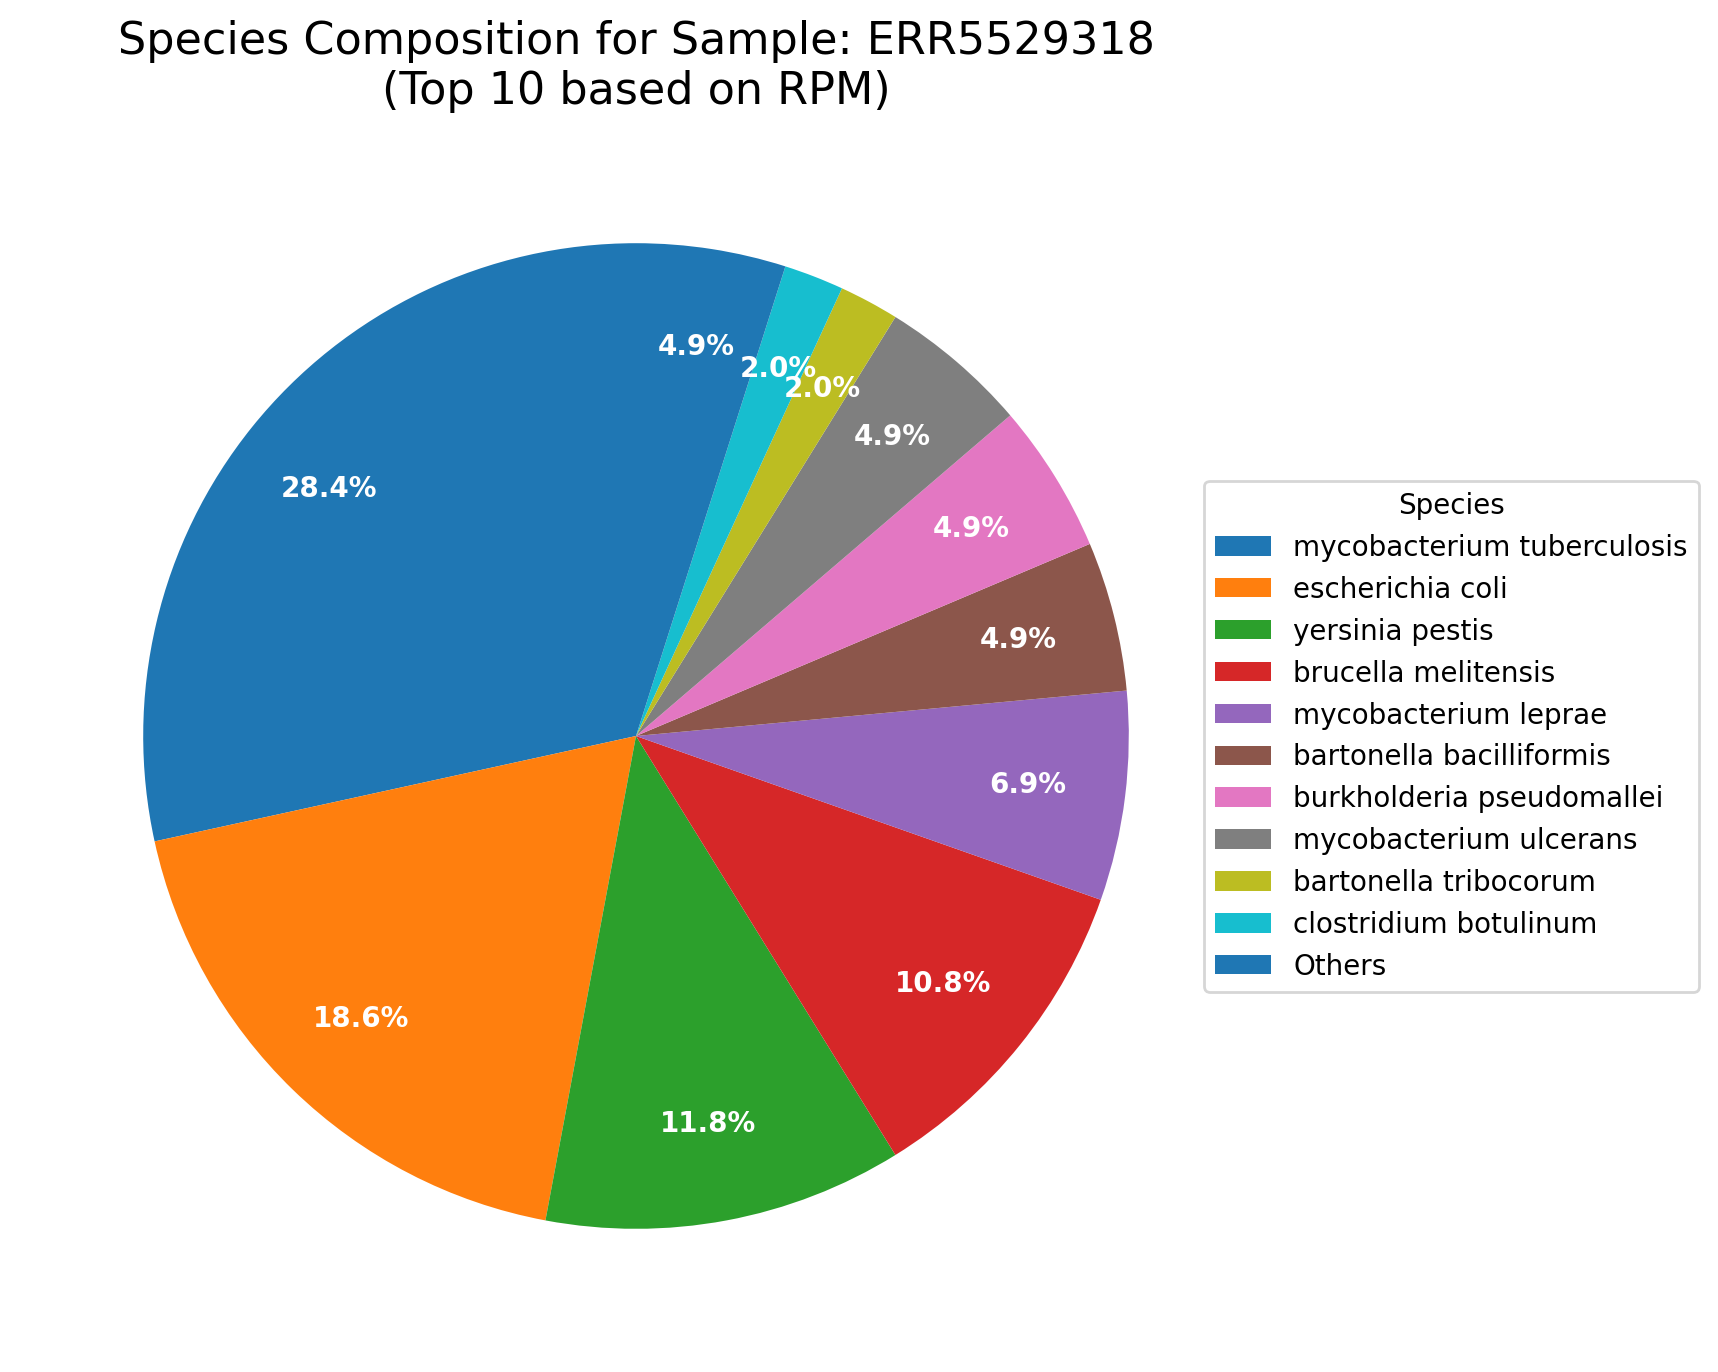 Species Composition for Sample: ERR5529318
(Top 10 based on RPM)
4.9%
2.0%
2.0%
4.9%
28.4%
4.9%
4.9%
6.9%
10.8%
18.6%
11.8%
Species
mycobacterium tuberculosis
escherichia coli
yersinia pestis
brucella melitensis
mycobacterium leprae
bartonella bacilliformis
burkholderia pseudomallei
mycobacterium ulcerans
bartonella tribocorum
clostridium botulinum
Others